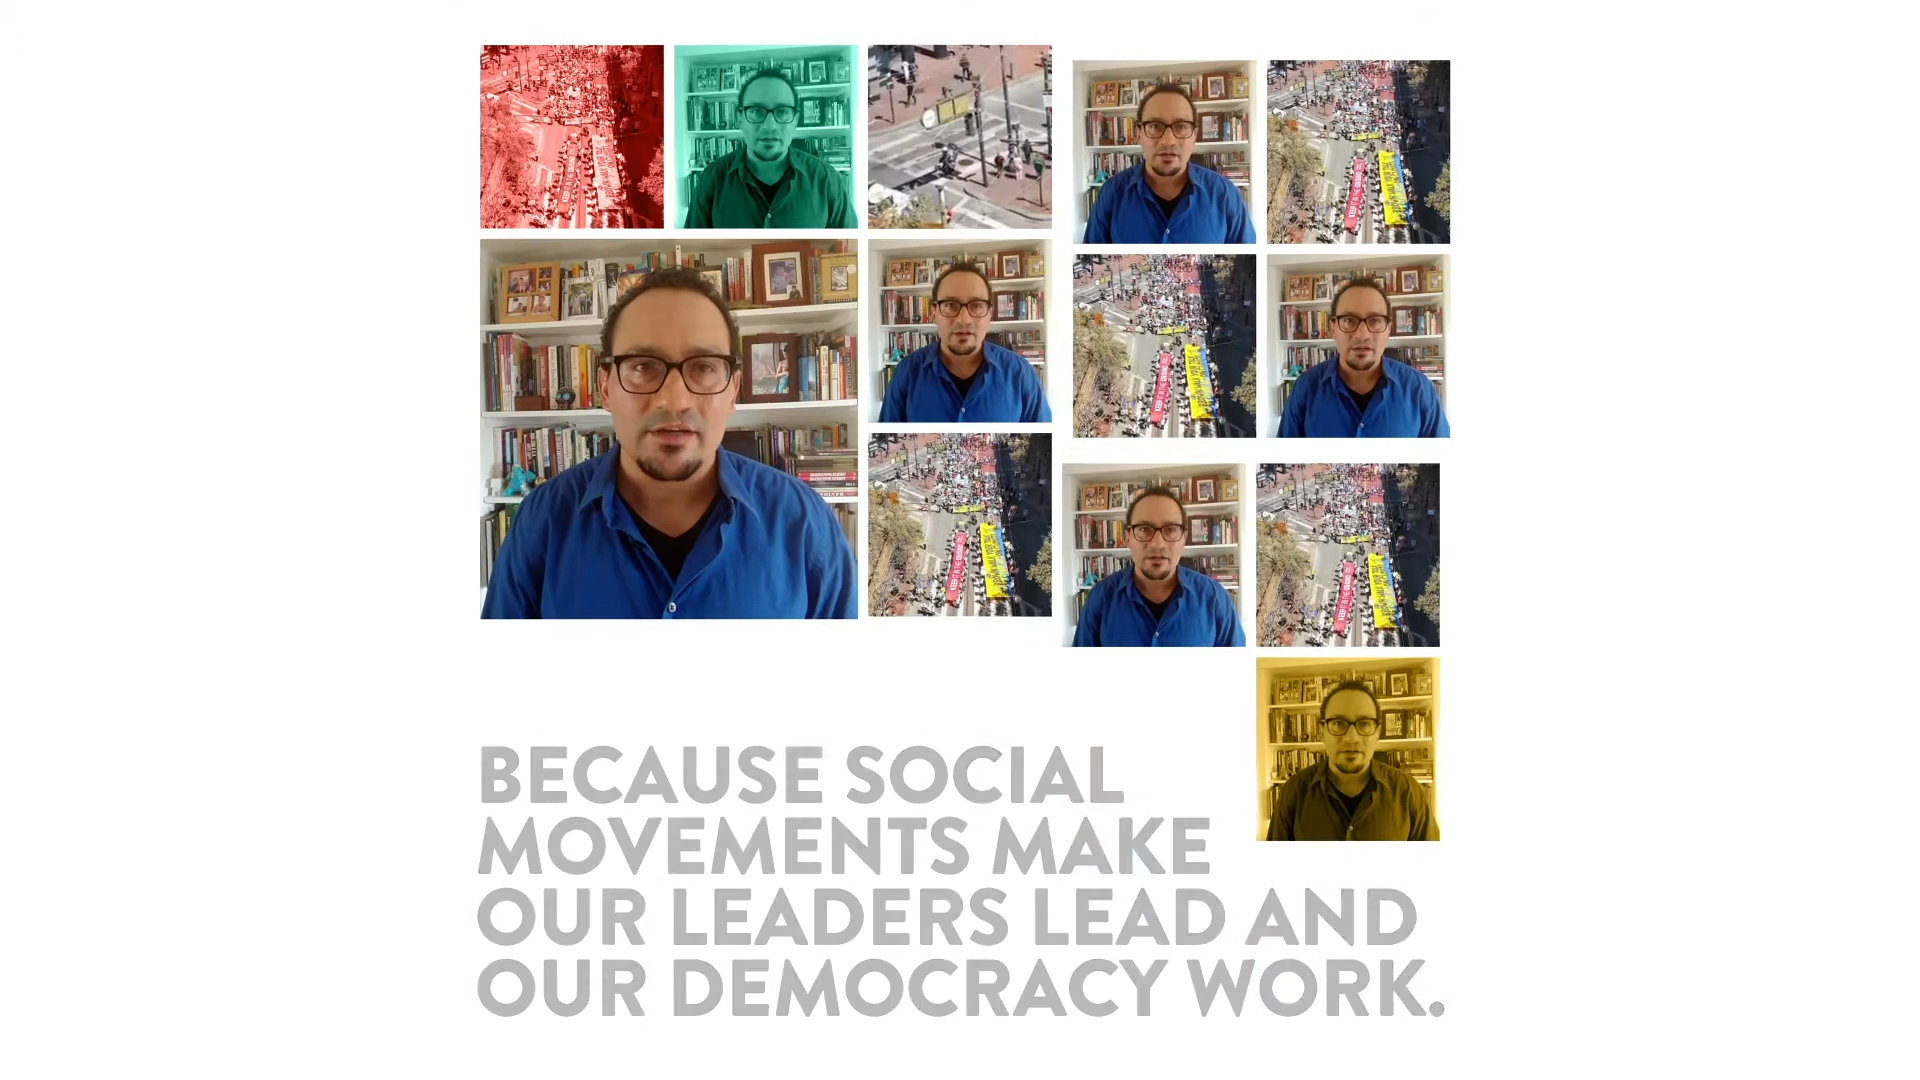 BECAUSE SOCIAL
MOVEMENTS MAKE
OUR LEADERS LEAD AND
OUR DEMOCRACY WORK.